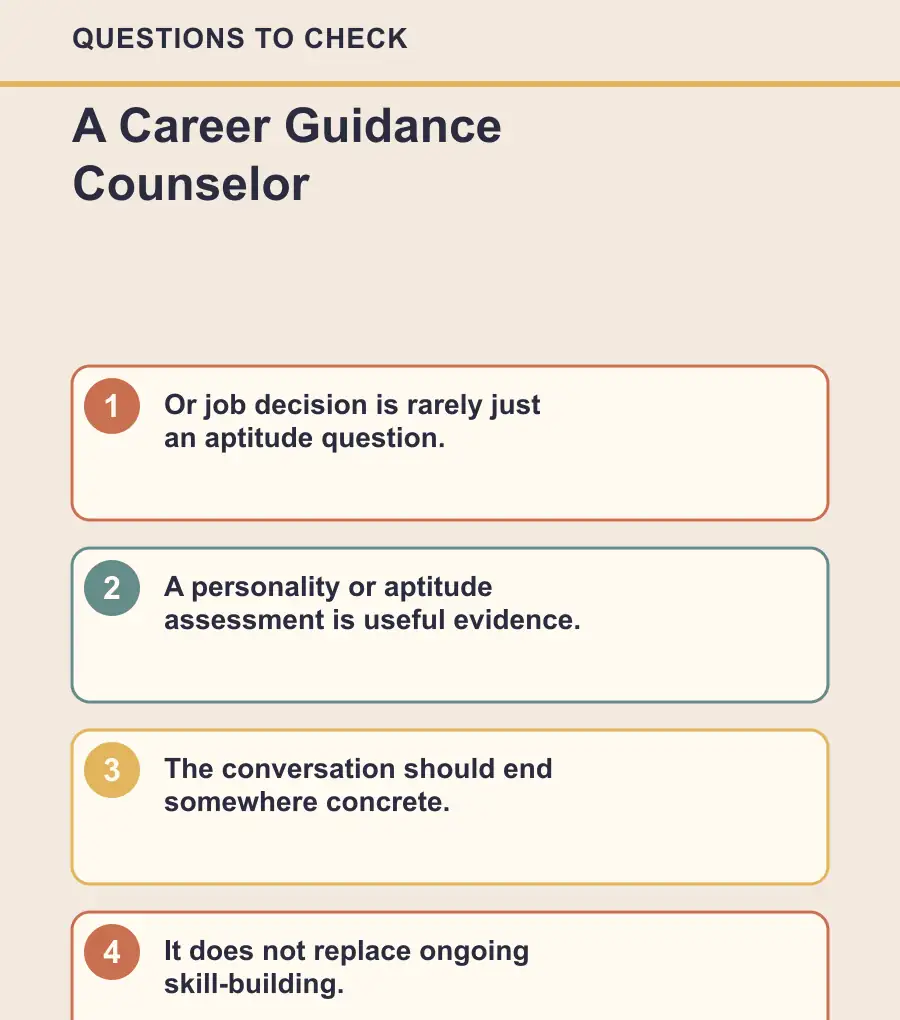 QUESTIONS TO CHECK
A Career Guidance
Counselor
1
Or job decision is rarely just
an aptitude question.
2
A personality or aptitude
assessment is useful evidence.
3
The conversation should end
somewhere concrete.
4
It does not replace ongoing
skill-building.